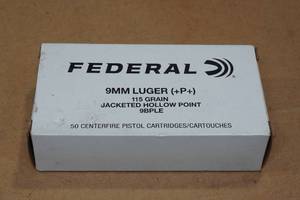 FEDERAL
9MM LUGER (+P+)
115 GRAIN
JACKETED HOLLOW POINT
9BPLE
50 CENTERFIRE PISTOL CARTRIDGES/CARTOUCHES